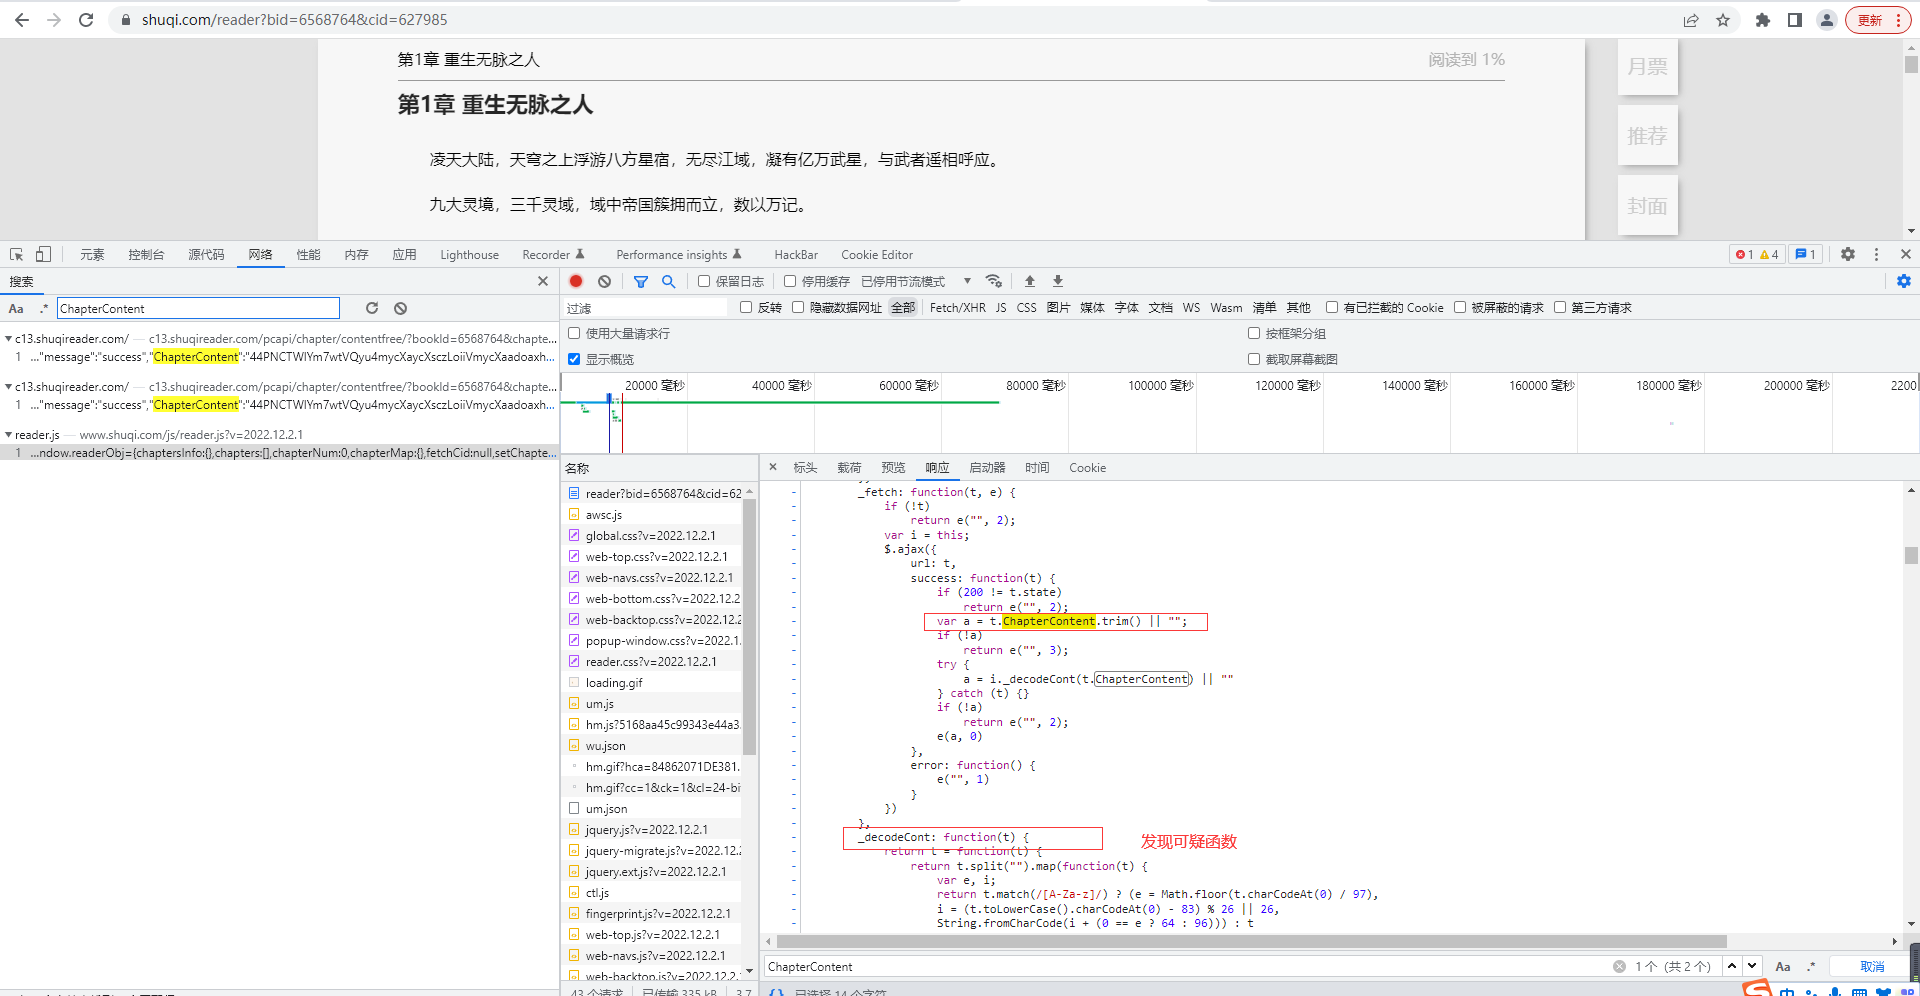 shuqi.com/reader?bid=6568764&cid=627985
更新
第1章 重生无脉之人
阅读到 1%
月票
第1章 重生无脉之人
推荐
凌天大陆，天穹之上浮游八方星宿，无尽江域，凝有亿万武星，与武者遥相呼应。
九大灵境，三千灵域，域中帝国簇拥而立，数以万记。
封面
元素 控制台 源代码 网络 性能 内存 应用 Lighthouse Recorder Performance insights HackBar Cookie Editor
1 4 1
搜索
保留日志 停用缓存 已停用节流模式
Aa .* ChapterContent
过滤 反转 隐藏数据网址 全部 Fetch/XHR JS CSS 图片 媒体 字体 文档 WS Wasm 清单 其他 有已拦截的 Cookie 被屏蔽的请求 第三方请求
使用大量请求行 按框架分组
显示概览 截取屏幕截图
c13.shuqireader.com/ — c13.shuqireader.com/pcapi/chapter/contentfree/?bookId=6568764&chapte...
1 ..."message":"success","ChapterContent":"44PNCTWlYm7wtVQyu4mycXaycXsczLoiiVmycXaadoaxh...
c13.shuqireader.com/ — c13.shuqireader.com/pcapi/chapter/contentfree/?bookId=6568764&chapte...
1 ..."message":"success","ChapterContent":"44PNCTWlYm7wtVQyu4mycXaycXsczLoiiVmycXaadoaxh...
reader.js — www.shuqi.com/js/reader.js?v=2022.12.2.1
1 ...ndow.readerObj={chaptersInfo:{},chapters:[],chapterNum:0,chapterMap:{},fetchCid:null,setChapte...
20000 毫秒 40000 毫秒 60000 毫秒 80000 毫秒 100000 毫秒 120000 毫秒 140000 毫秒 160000 毫秒 180000 毫秒 200000 毫秒 2200
名称
reader?bid=6568764&cid=62
awsc.js
global.css?v=2022.12.2.1
web-top.css?v=2022.12.2.1
web-navs.css?v=2022.12.2.1
web-bottom.css?v=2022.12.2
web-backtop.css?v=2022.12.2
popup-window.css?v=2022.1.
reader.css?v=2022.12.2.1
loading.gif
um.js
hm.js?5168aa45c99343e44a3
wu.json
hm.gif?hca=84862071DE381.
hm.gif?cc=1&ck=1&cl=24-bi
um.json
jquery.js?v=2022.12.2.1
jquery-migrate.js?v=2022.12.2
jquery.ext.js?v=2022.12.2.1
ctl.js
fingerprint.js?v=2022.12.2.1
web-top.js?v=2022.12.2.1
web-navs.js?v=2022.12.2.1
web-backtop.js?v=2022.12.2
43 个请求 已传输 335 kB 3.7
标头 载荷 预览 响应 启动器 时间 Cookie
_fetch: function(t, e) {
if (!t)
return e("", 2);
var i = this;
$.ajax({
url: t,
success: function(t) {
if (200 != t.state)
return e("", 2);
var a = t.ChapterContent.trim() || "";
if (!a)
return e("", 3);
try {
a = i._decodeCont(t.ChapterContent) || ""
} catch (t) {}
if (!a)
return e("", 2);
e(a, 0)
},
error: function() {
e("", 1)
}
})
},
_decodeCont: function(t) {
发现可疑函数
return t = function(t) {
return t.split("").map(function(t) {
var e, i;
return t.match(/[A-Za-z]/) ? (e = Math.floor(t.charCodeAt(0) / 97),
i = (t.toLowerCase().charCodeAt(0) - 83) % 26 || 26,
String.fromCharCode(i + (0 == e ? 64 : 96))) : t
ChapterContent 1 个 (共 2 个) Aa .* 取消
{} 已选择 14 个字符
中